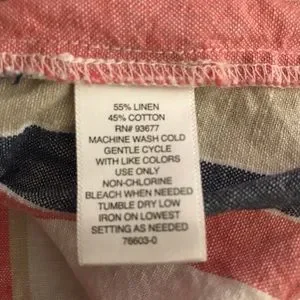 55% LINEN
45% COTTON
RN# 93677
MACHINE WASH COLD
GENTLE CYCLE
WITH LIKE COLORS
USE ONLY
NON-CHLORINE
BLEACH WHEN NEEDED
TUMBLE DRY LOW
IRON ON LOWEST
SETTING AS NEEDED
76603-0